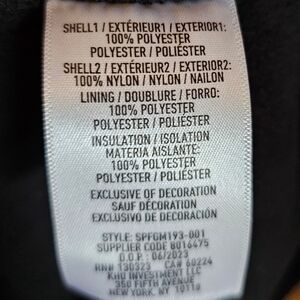 SHELL1 / EXTÉRIEUR1 / EXTERIOR1:
100% POLYESTER
POLYESTER / POLIÉSTER
SHELL2 / EXTÉRIEUR2 / EXTERIOR2:
100% NYLON / NYLON / NAILON
LINING / DOUBLURE / FORRO:
100% POLYESTER
POLYESTER / POLIÉSTER
INSULATION / ISOLATION
MATERIA AISLANTE:
100% POLYESTER
POLYESTER / POLIÉSTER
EXCLUSIVE OF DECORATION
SAUF DÉCORATION
EXCLUSIVO DE DECORACIÓN
STYLE: SPFGM193-001
SUPPLIER CODE 8016475
D.O.P.: 06/2023
RN# 130323 CA# 60224
KHQ INVESTMENT LLC
350 FIFTH AVENUE
NEW YORK, NY 10118